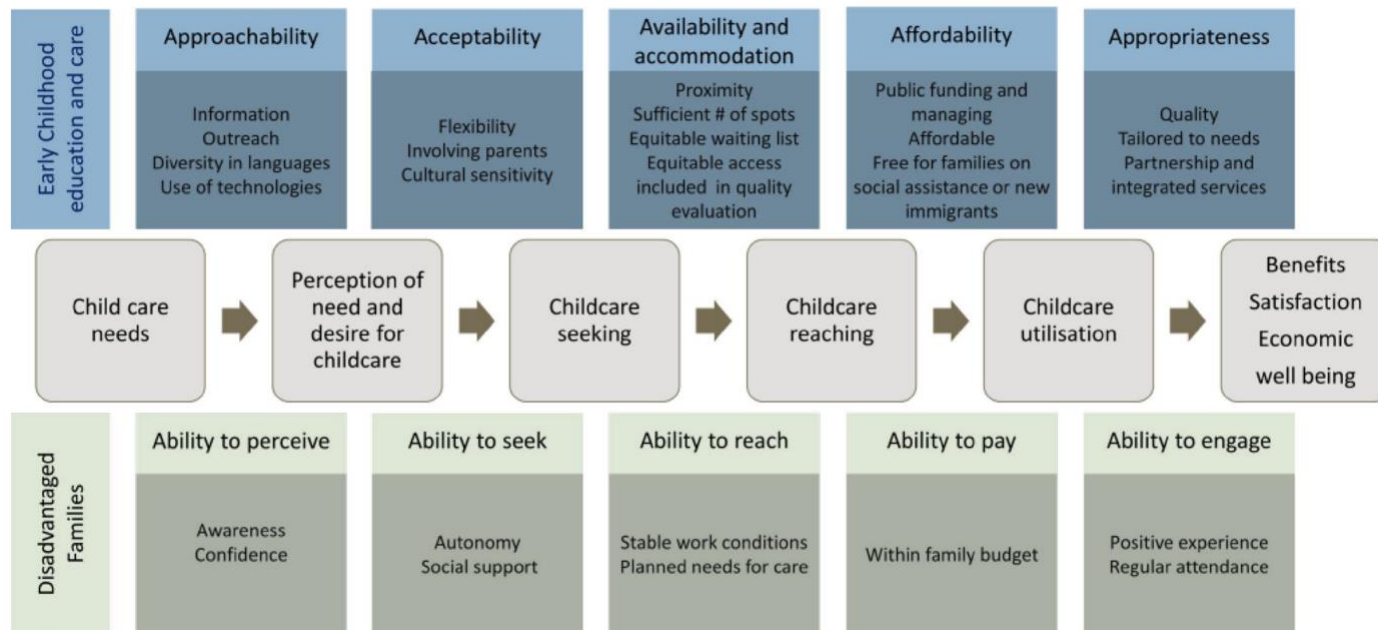 Early Childhood
education and care
Approachability
Information
Outreach
Diversity in languages
Use of technologies
Acceptability
Flexibility
Involving parents
Cultural sensitivity
Availability and
accommodation
Proximity
Sufficient # of spots
Equitable waiting list
Equitable access
included in quality
evaluation
Affordability
Public funding and
managing
Affordable
Free for families on
social assistance or new
immigrants
Appropriateness
Quality
Tailored to needs
Partnership and
integrated services
Child care
needs
Perception of
need and
desire for
childcare
Childcare
seeking
Childcare
reaching
Childcare
utilisation
Benefits
Satisfaction
Economic
well being
Disadvantaged
Families
Ability to perceive
Awareness
Confidence
Ability to seek
Autonomy
Social support
Ability to reach
Stable work conditions
Planned needs for care
Ability to pay
Within family budget
Ability to engage
Positive experience
Regular attendance